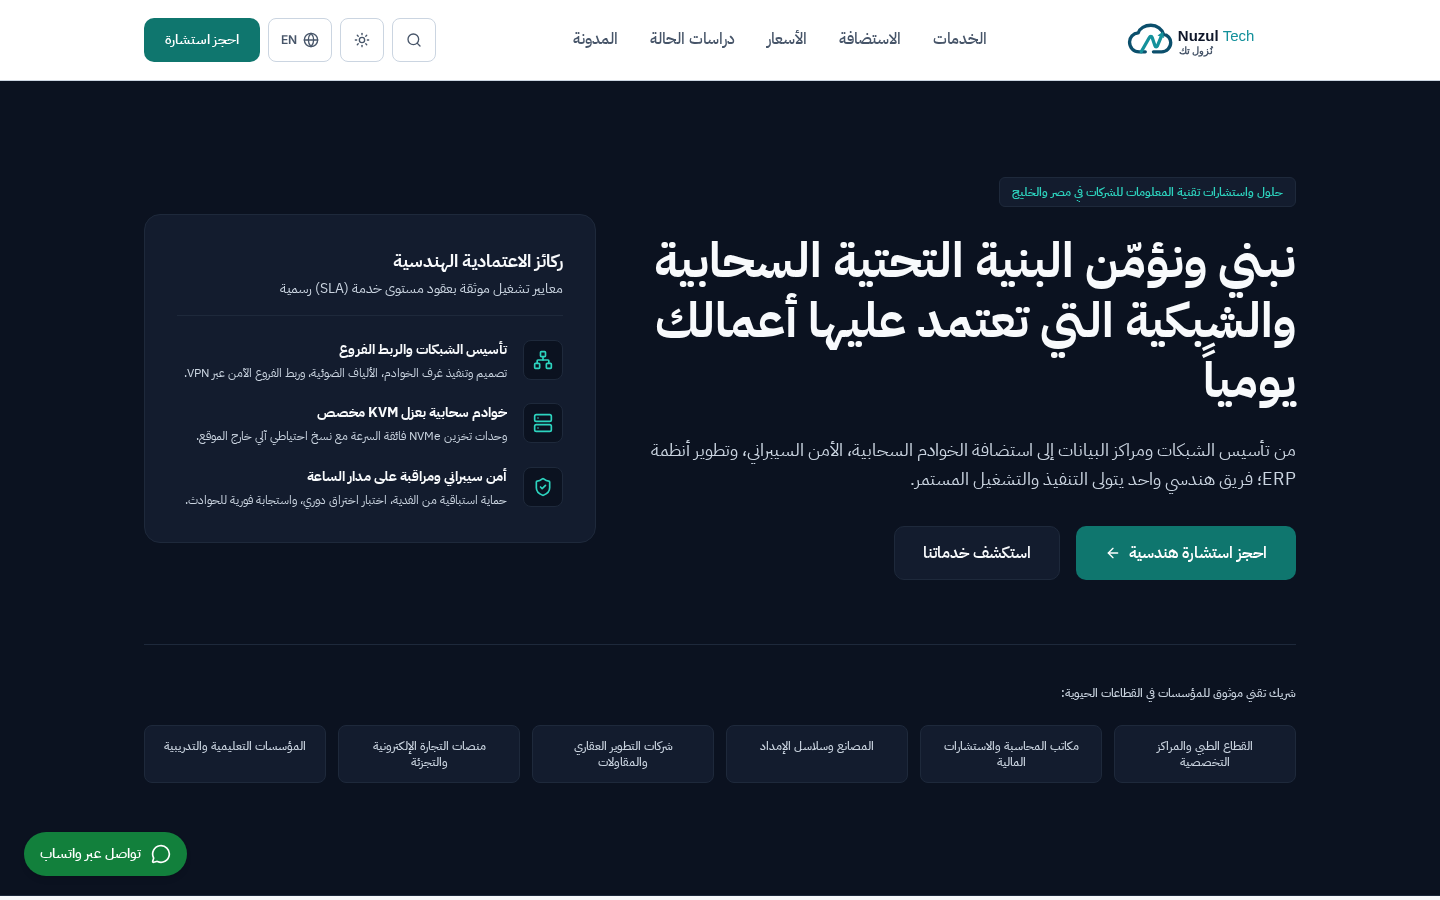 Nuzul Tech
نُزول تك
الخدمات
الاستضافة
الأسعار
دراسات الحالة
المدونة
EN
احجز استشارة
حلول واستشارات تقنية المعلومات للشركات في مصر والخليج
نبني ونؤمّن البنية التحتية السحابية
والشبكية التي تعتمد عليها أعمالك
يومياً
من تأسيس الشبكات ومراكز البيانات إلى استضافة الخوادم السحابية، الأمن السيبراني، وتطوير أنظمة
ERP؛ فريق هندسي واحد يتولى التنفيذ والتشغيل المستمر.
احجز استشارة هندسية
استكشف خدماتنا
ركائز الاعتمادية الهندسية
معايير تشغيل موثقة بعقود مستوى خدمة (SLA) رسمية
تأسيس الشبكات والربط الفروع
تصميم وتنفيذ غرف الخوادم، الألياف الضوئية، وربط الفروع الآمن عبر VPN.
خوادم سحابية بعزل KVM مخصص
وحدات تخزين NVMe فائقة السرعة مع نسخ احتياطي آلي خارج الموقع.
أمن سيبراني ومراقبة على مدار الساعة
حماية استباقية من الفدية، اختبار اختراق دوري، واستجابة فورية للحوادث.
شريك تقني موثوق للمؤسسات في القطاعات الحيوية:
القطاع الطبي والمراكز
التخصصية
مكاتب المحاسبة والاستشارات
المالية
المصانع وسلاسل الإمداد
شركات التطوير العقاري
والمقاولات
منصات التجارة الإلكترونية
والتجزئة
المؤسسات التعليمية والتدريبية
تواصل عبر واتساب